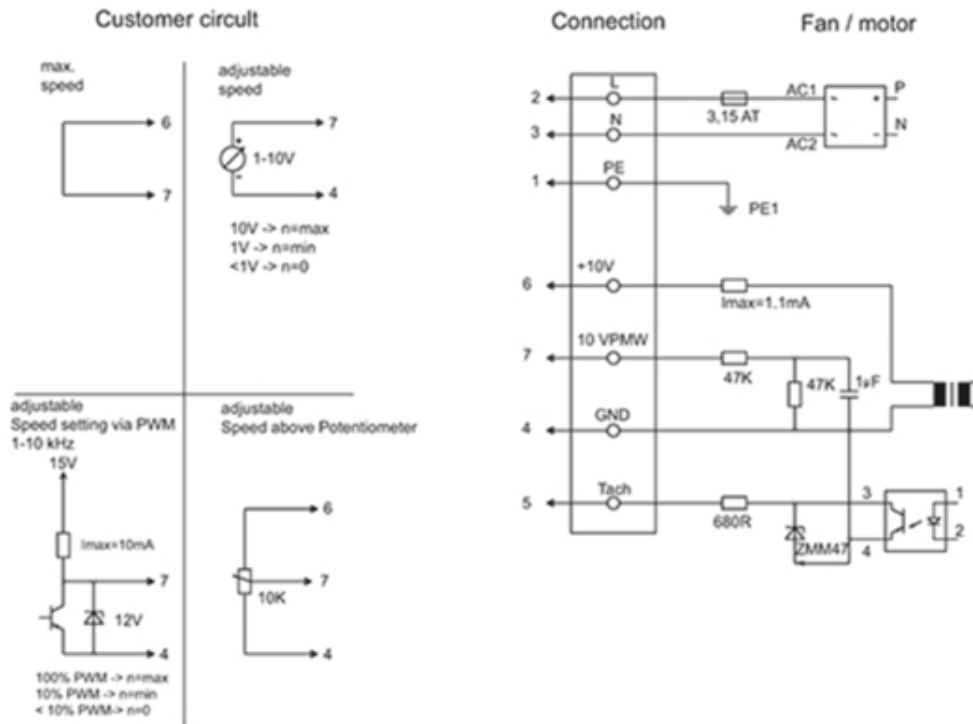 Customer circuit
max.
speed
6
7
adjustable
speed
7
+
1-10V
-
4
10V -> n=max
1V -> n=min
<1V -> n=0
adjustable
Speed setting via PWM
1-10 kHz
15V
Imax=10mA
7
12V
4
100% PWM -> n=max
10% PWM -> n=min
< 10% PWM-> n=0
adjustable
Speed above Potentiometer
6
7
10K
4
Connection
Fan / motor
2
L
3,15 AT
AC1
~
+
P
3
N
AC2
~
-
N
1
PE
PE1
6
+10V
Imax=1.1mA
7
10 VPMW
47K
47K
1µF
4
GND
5
Tach
680R
ZMM47
3
4
1
2